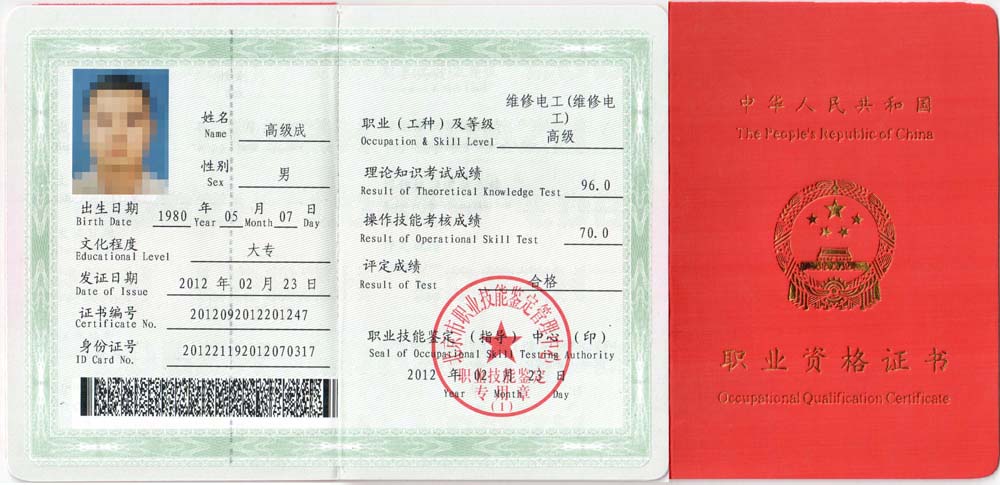 姓名
Name 高级成
性别
Sex 男
出生日期 1980 年 05 月 07 日
Birth Date Year Month Day
文化程度 大专
Educational Level
发证日期 2012 年 02 月 23 日
Date of Issue
证书编号 2012092012201247
Certificate No.
身份证号 201221192012070317
ID Card No.
维修电工(维修电
工)
职业（工种）及等级 高级
Occupation & Skill Level
理论知识考试成绩
Result of Theoretical Knowledge Test 96.0
操作技能考核成绩
Result of Operational Skill Test 70.0
评定成绩 合格
Result of Test
职业技能鉴定（指导）中心（印）
Seal of Occupational Skill Testing Authority
2012 年 02 月 23 日
Year Month Day
北京市职业技能鉴定管理中心
职业技能鉴定
专用章
(1)
中华人民共和国
The People's Republic of China
职业资格证书
Occupational Qualification Certificate